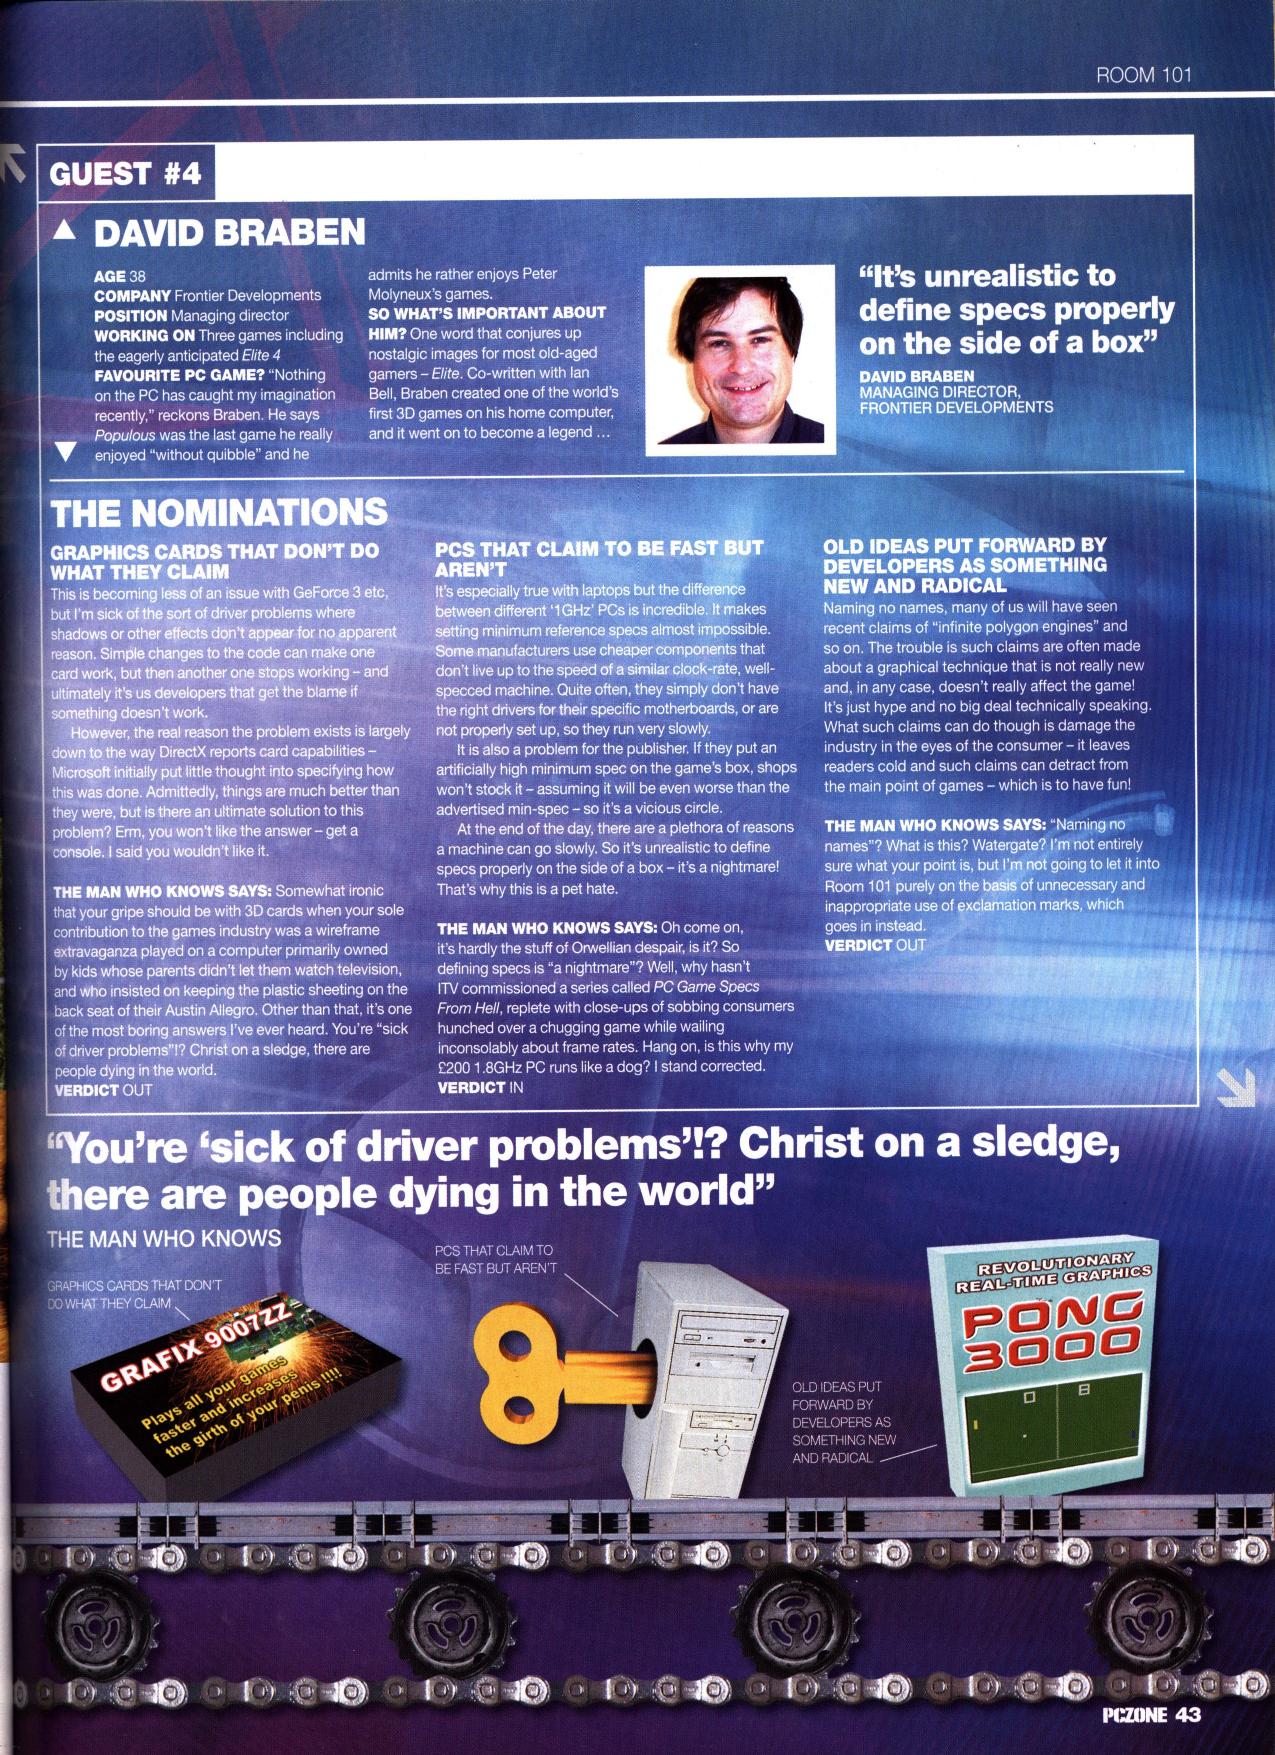 ROOM 101
GUEST #4
DAVID BRABEN
AGE 38
COMPANY Frontier Developments
POSITION Managing director
WORKING ON Three games including
the eagerly anticipated Elite 4
FAVOURITE PC GAME? “Nothing
on the PC has caught my imagination
recently,” reckons Braben. He says
Populous was the last game he really
enjoyed “without quibble” and he
admits he rather enjoys Peter
Molyneux’s games.
SO WHAT’S IMPORTANT ABOUT
HIM? One word that conjures up
nostalgic images for most old-aged
gamers – Elite. Co-written with Ian
Bell, Braben created one of the world’s
first 3D games on his home computer,
and it went on to become a legend ...
“It’s unrealistic to
define specs properly
on the side of a box”
DAVID BRABEN
MANAGING DIRECTOR,
FRONTIER DEVELOPMENTS
THE NOMINATIONS
GRAPHICS CARDS THAT DON’T DO
WHAT THEY CLAIM
This is becoming less of an issue with GeForce 3 etc,
but I’m sick of the sort of driver problems where
shadows or other effects don’t appear for no apparent
reason. Simple changes to the code can make one
card work, but then another one stops working – and
ultimately it’s us developers that get the blame if
something doesn’t work.
However, the real reason the problem exists is largely
down to the way DirectX reports card capabilities –
Microsoft initially put little thought into specifying how
this was done. Admittedly, things are much better than
they were, but is there an ultimate solution to this
problem? Erm, you won’t like the answer – get a
console. I said you wouldn’t like it.
THE MAN WHO KNOWS SAYS: Somewhat ironic
that your gripe should be with 3D cards when your sole
contribution to the games industry was a wireframe
extravaganza played on a computer primarily owned
by kids whose parents didn’t let them watch television,
and who insisted on keeping the plastic sheeting on the
back seat of their Austin Allegro. Other than that, it’s one
of the most boring answers I’ve ever heard. You’re “sick
of driver problems”!? Christ on a sledge, there are
people dying in the world.
VERDICT OUT
PCS THAT CLAIM TO BE FAST BUT
AREN’T
It’s especially true with laptops but the difference
between different ‘1GHz’ PCs is incredible. It makes
setting minimum reference specs almost impossible.
Some manufacturers use cheaper components that
don’t live up to the speed of a similar clock-rate, well-
specced machine. Quite often, they simply don’t have
the right drivers for their specific motherboards, or are
not properly set up, so they run very slowly.
It is also a problem for the publisher. If they put an
artificially high minimum spec on the game’s box, shops
won’t stock it – assuming it will be even worse than the
advertised min-spec – so it’s a vicious circle.
At the end of the day, there are a plethora of reasons
a machine can go slowly. So it’s unrealistic to define
specs properly on the side of a box – it’s a nightmare!
That’s why this is a pet hate.
THE MAN WHO KNOWS SAYS: Oh come on,
it’s hardly the stuff of Orwellian despair, is it? So
defining specs is “a nightmare”? Well, why hasn’t
ITV commissioned a series called PC Game Specs
From Hell, replete with close-ups of sobbing consumers
hunched over a chugging game while wailing
inconsolably about frame rates. Hang on, is this why my
£200 1.8GHz PC runs like a dog? I stand corrected.
VERDICT IN
OLD IDEAS PUT FORWARD BY
DEVELOPERS AS SOMETHING
NEW AND RADICAL
Naming no names, many of us will have seen
recent claims of “infinite polygon engines” and
so on. The trouble is such claims are often made
about a graphical technique that is not really new
and, in any case, doesn’t really affect the game!
It’s just hype and no big deal technically speaking.
What such claims can do though is damage the
industry in the eyes of the consumer – it leaves
readers cold and such claims can detract from
the main point of games – which is to have fun!
THE MAN WHO KNOWS SAYS: “Naming no
names”? What is this? Watergate? I’m not entirely
sure what your point is, but I’m not going to let it into
Room 101 purely on the basis of unnecessary and
inappropriate use of exclamation marks, which
goes in instead.
VERDICT OUT
“You’re ‘sick of driver problems’!? Christ on a sledge,
there are people dying in the world”
THE MAN WHO KNOWS
GRAPHICS CARDS THAT DON’T
DO WHAT THEY CLAIM
GRAFIX 9007ZZ
Plays all your games
faster and increases
the girth of your penis !!!!
PCS THAT CLAIM TO
BE FAST BUT AREN’T
OLD IDEAS PUT
FORWARD BY
DEVELOPERS AS
SOMETHING NEW
AND RADICAL
REVOLUTIONARY
REAL-TIME GRAPHICS
PONG
3000
PCZONE 43